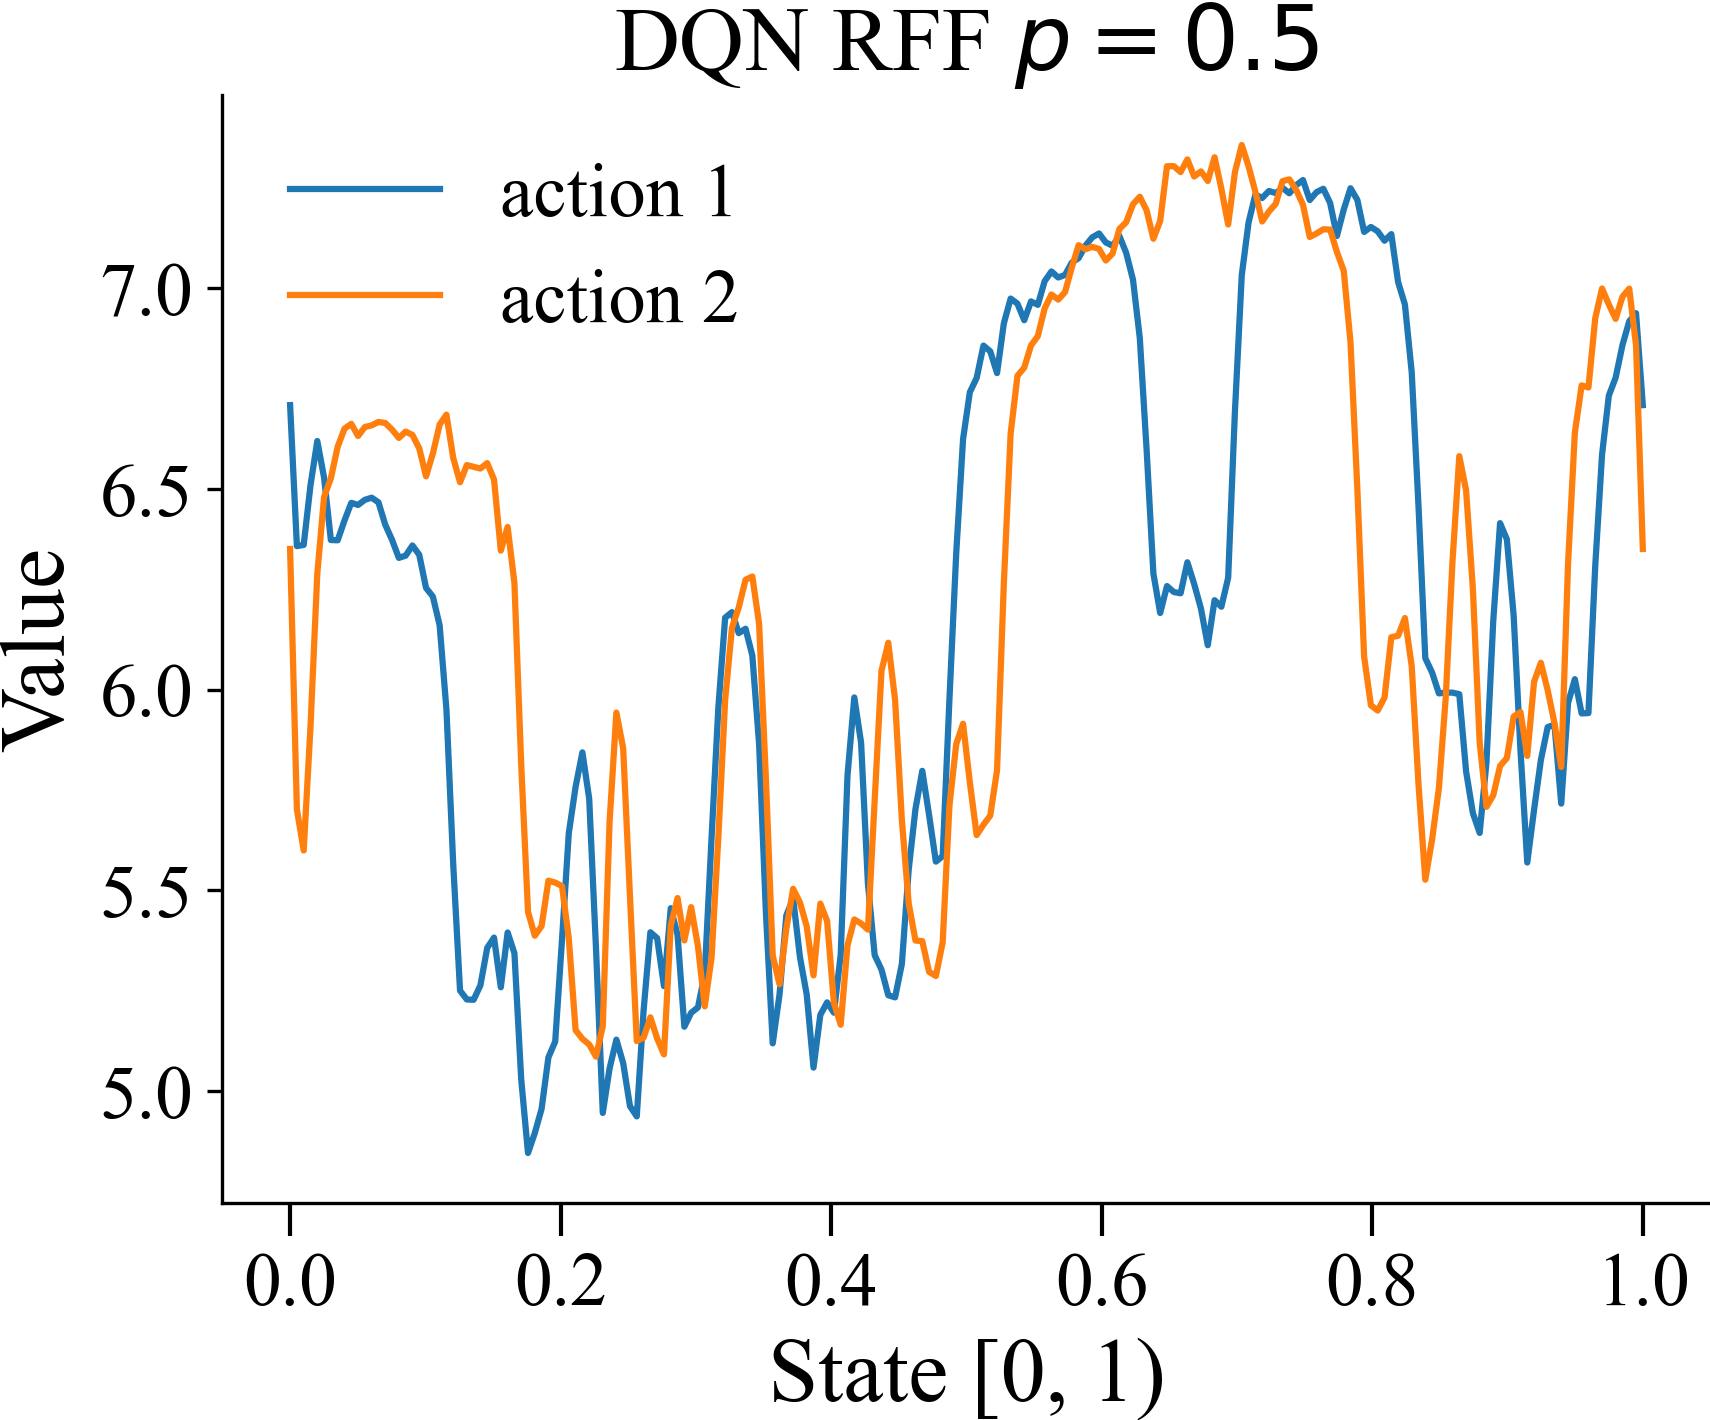 DQN RFF p = 0.5
action 1
action 2
Value
7.0
6.5
6.0
5.5
5.0
0.0 0.2 0.4 0.6 0.8 1.0
State [0, 1)